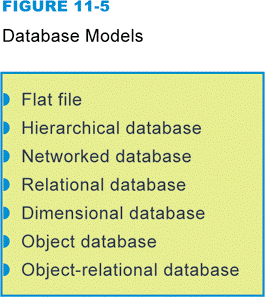 FIGURE 11-5
Database Models
Flat file
Hierarchical database
Networked database
Relational database
Dimensional database
Object database
Object-relational database